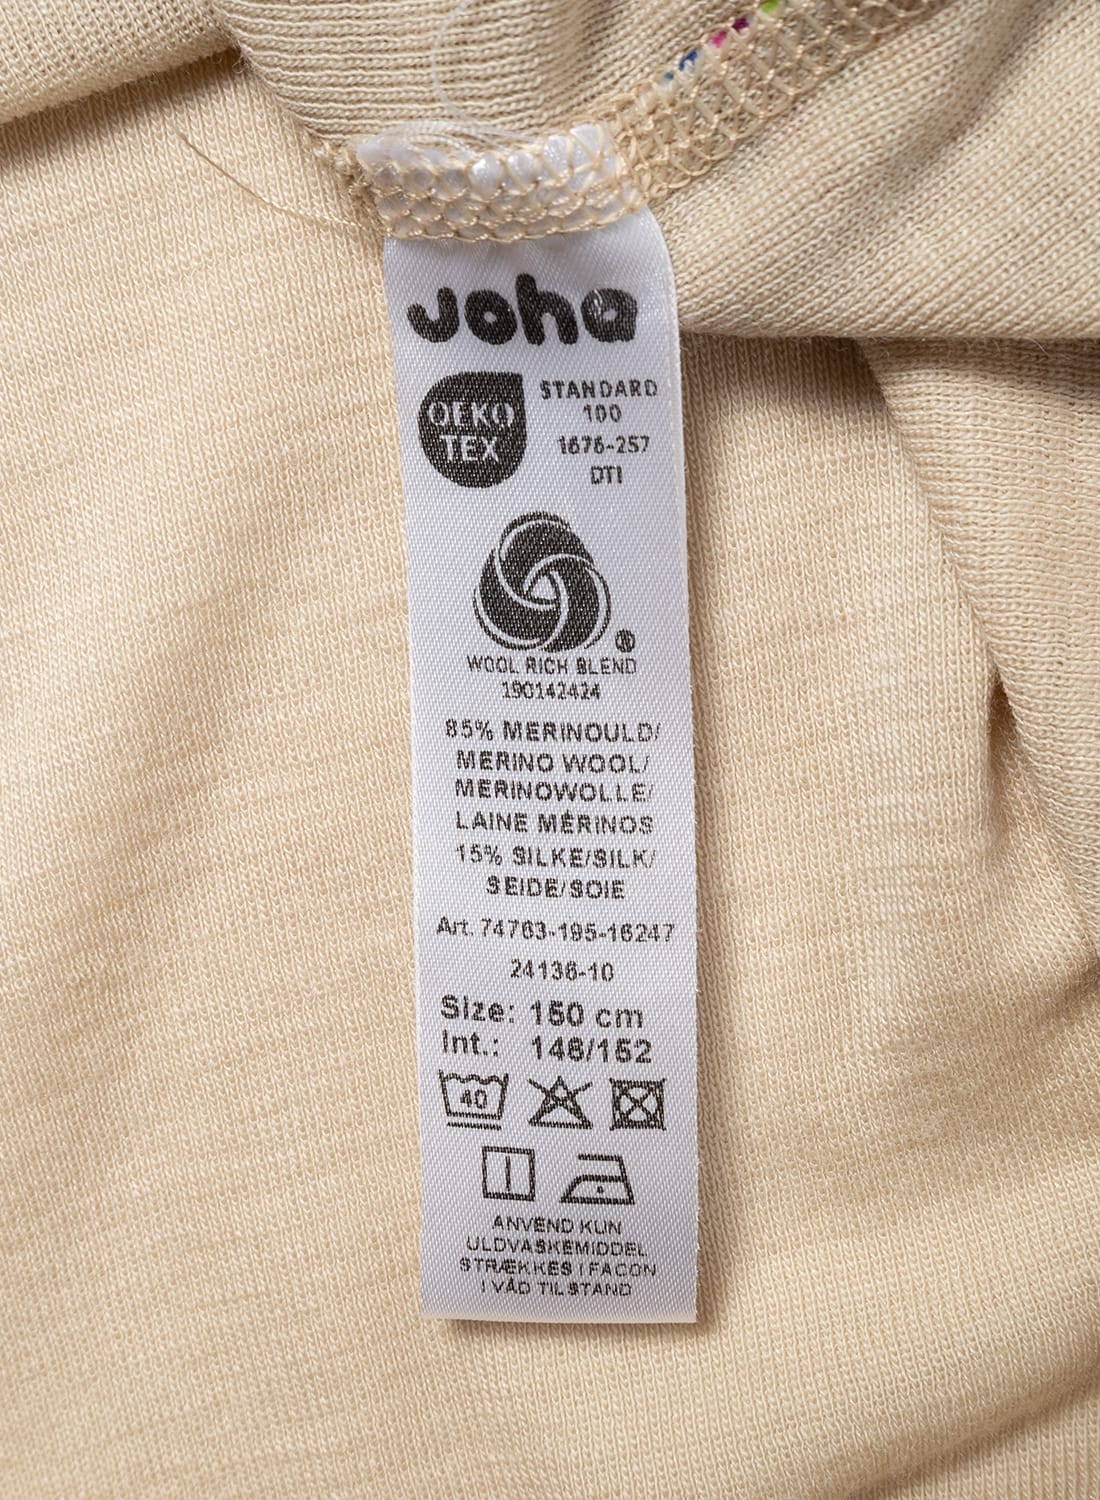 Joha
OEKO
TEX
STANDARD
100
1676-257
DTI
®
WOOL RICH BLEND
190142424
85% MERINOULD/
MERINO WOOL/
MERINOWOLLE/
LAINE MÉRINOS
15% SILKE/SILK/
SEIDE/SOIE
Art. 74763-195-16247
24136-10
Size: 150 cm
Int.: 146/152
40
ANVEND KUN
ULDVASKEMIDDEL
STRÆKKES I FACON
I VÅD TILSTAND